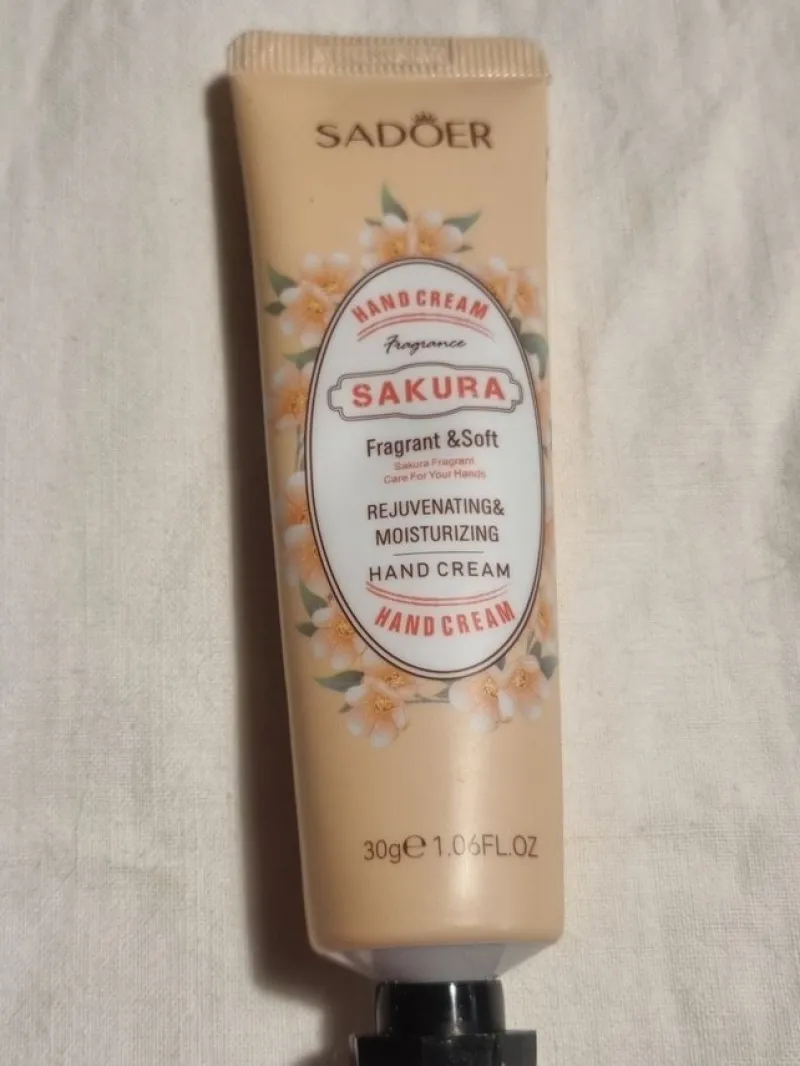 SADOER
HAND CREAM
Fragrance
SAKURA
Fragrant &Soft
Sakura Fragrant
Care For Your Hands
REJUVENATING&
MOISTURIZING
HAND CREAM
HAND CREAM
30g℮ 1.06FL.OZ